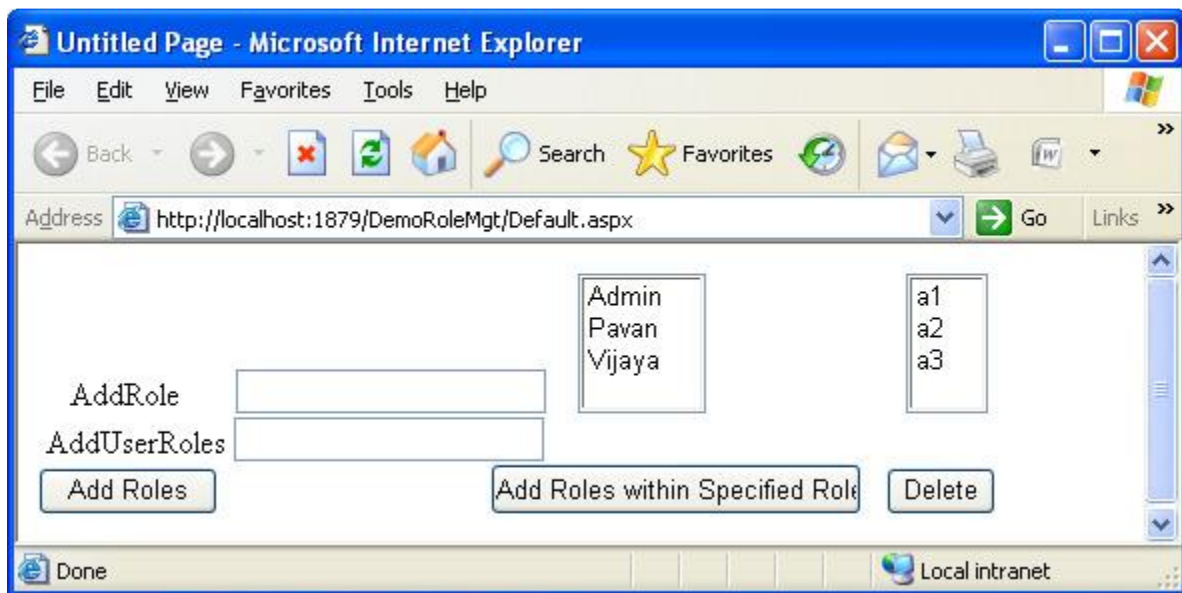 Untitled Page - Microsoft Internet Explorer
File Edit View Favorites Tools Help
Back Search Favorites W
Address http://localhost:1879/DemoRoleMgt/Default.aspx Go Links
Admin a1
Pavan a2
Vijaya a3
AddRole
AddUserRoles
Add Roles Add Roles within Specified Role Delete
Done Local intranet